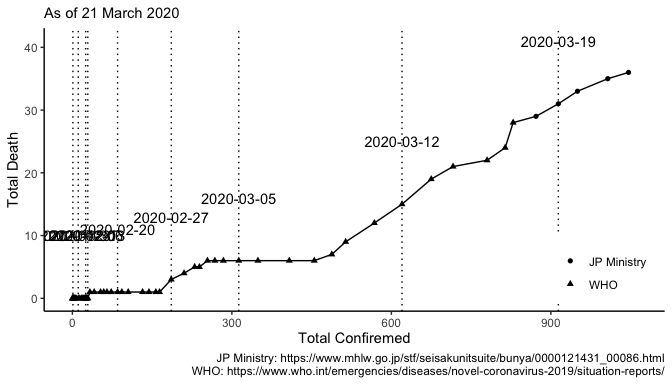 As of 21 March 2020
40
30
20
10
0
Total Death
2020-03-19
2020-03-12
2020-03-05
2020-02-27
2020-02-20
JP Ministry
WHO
0
300
600
900
Total Confiremed
JP Ministry: https://www.mhlw.go.jp/stf/seisakunitsuite/bunya/0000121431_00086.html
WHO: https://www.who.int/emergencies/diseases/novel-coronavirus-2019/situation-reports/